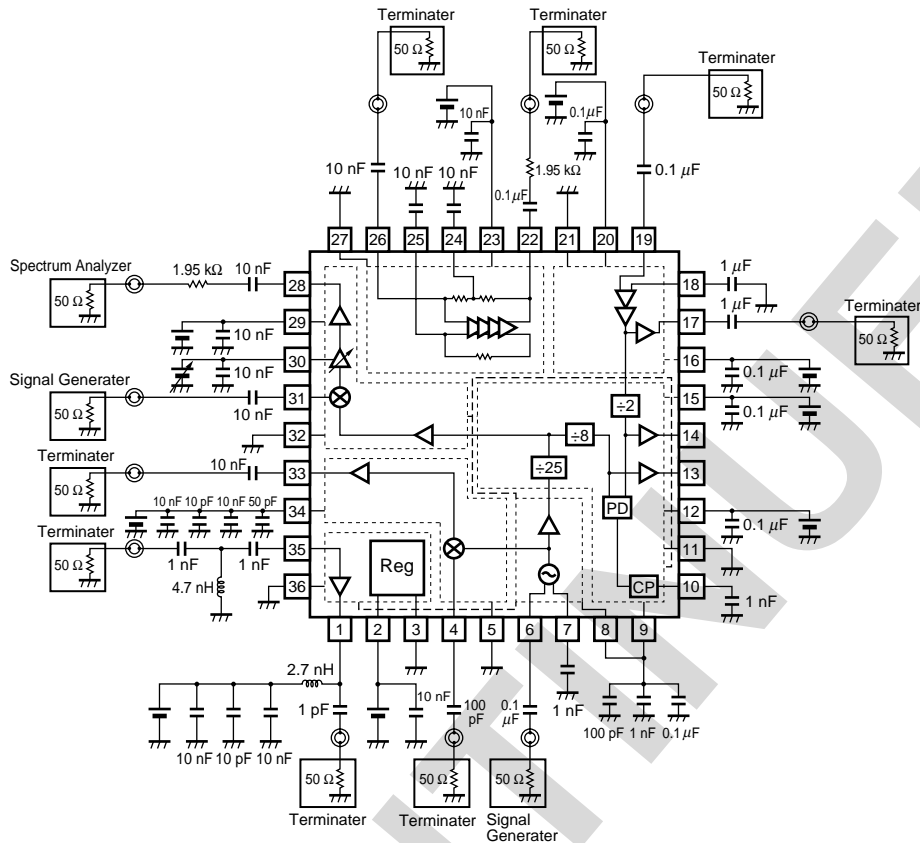 Terminater
50 Ω
Terminater
50 Ω
Terminater
50 Ω
10 nF
0.1 µF
10 nF
10 nF
10 nF
0.1 µF
1.95 kΩ
0.1 µF
27 26 25 24 23 22 21 20 19
Spectrum Analyzer
50 Ω
1.95 kΩ
10 nF
28
18
1 µF
29
10 nF
17
1 µF
Terminater
50 Ω
30
10 nF
16
0.1 µF
Signal Generater
50 Ω
10 nF
31
15
0.1 µF
÷2
32
÷8
14
Terminater
50 Ω
10 nF
33
÷25
13
10 nF 10 pF 10 nF 50 pF
34
PD
12
0.1 µF
Terminater
50 Ω
1 nF
1 nF
35
11
4.7 nH
36
Reg
CP
10
1 nF
1 2 3 4 5 6 7 8 9
2.7 nH
1 pF
10 nF
100 pF
0.1 µF
1 nF
100 pF 1 nF 0.1 µF
10 nF 10 pF 10 nF
50 Ω
50 Ω
50 Ω
Terminater
Terminater
Signal
Generater
TINUE